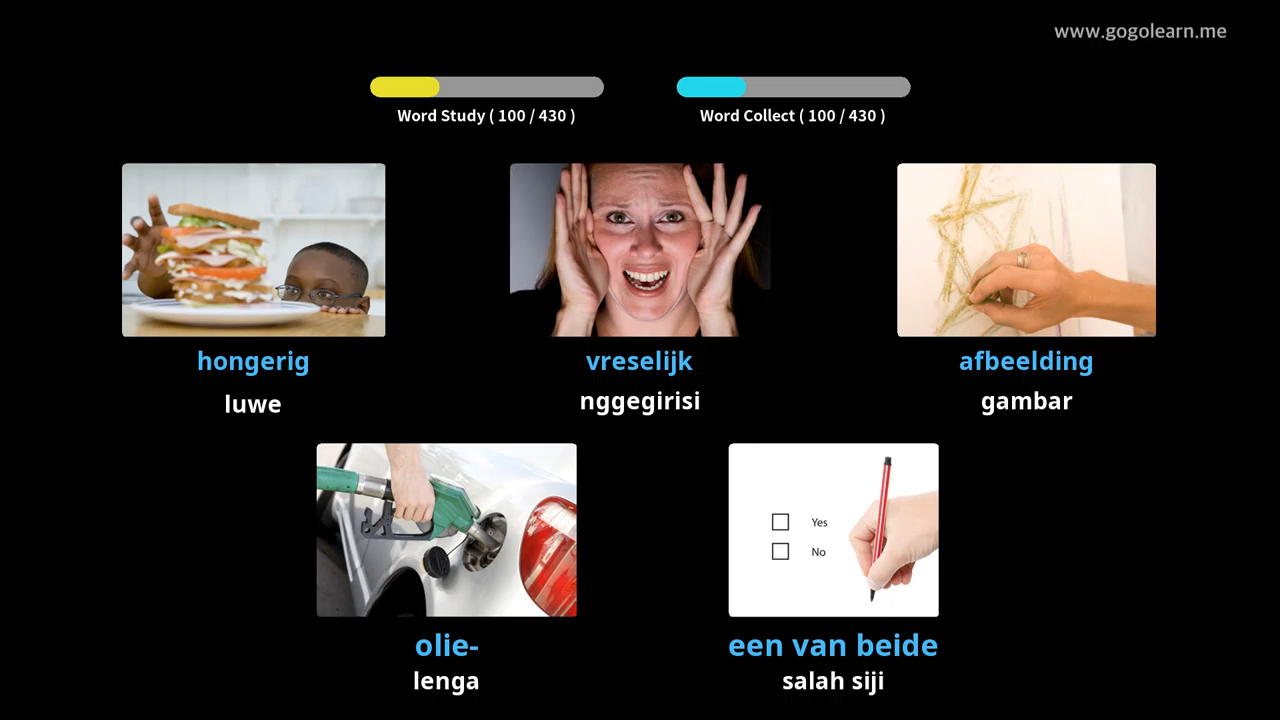 www.gogolearn.me
Word Study ( 100 / 430 )
Word Collect ( 100 / 430 )
hongerig
luwe
vreselijk
nggegirisi
afbeelding
gambar
Yes
No
olie-
lenga
een van beide
salah siji